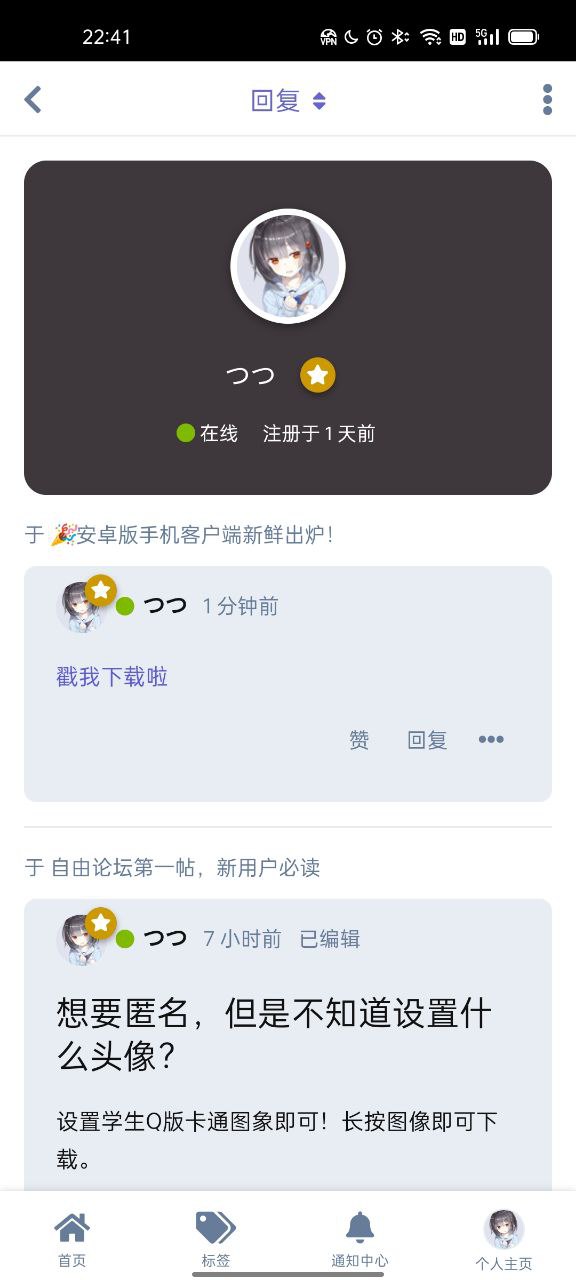 22:41
VPN HD 5G
回复
つつ
在线 注册于 1 天前
于 🎉安卓版手机客户端新鲜出炉！
つつ 1 分钟前
戳我下载啦
赞 回复 •••
于 自由论坛第一帖，新用户必读
つつ 7 小时前 已编辑
想要匿名，但是不知道设置什
么头像？
设置学生Q版卡通图象即可！长按图像即可下
载。
首页 标签 通知中心 个人主页